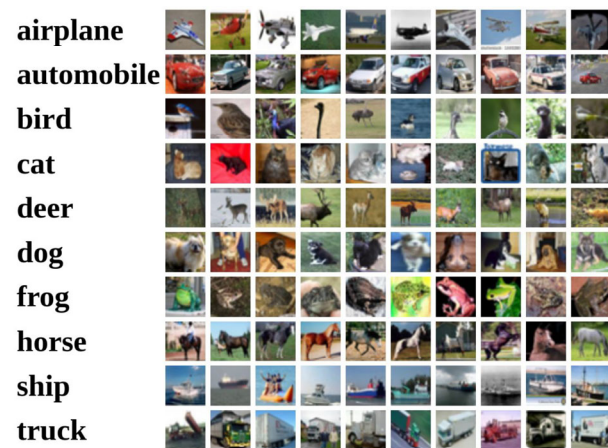 airplane
automobile
bird
cat
deer
dog
frog
horse
ship
truck